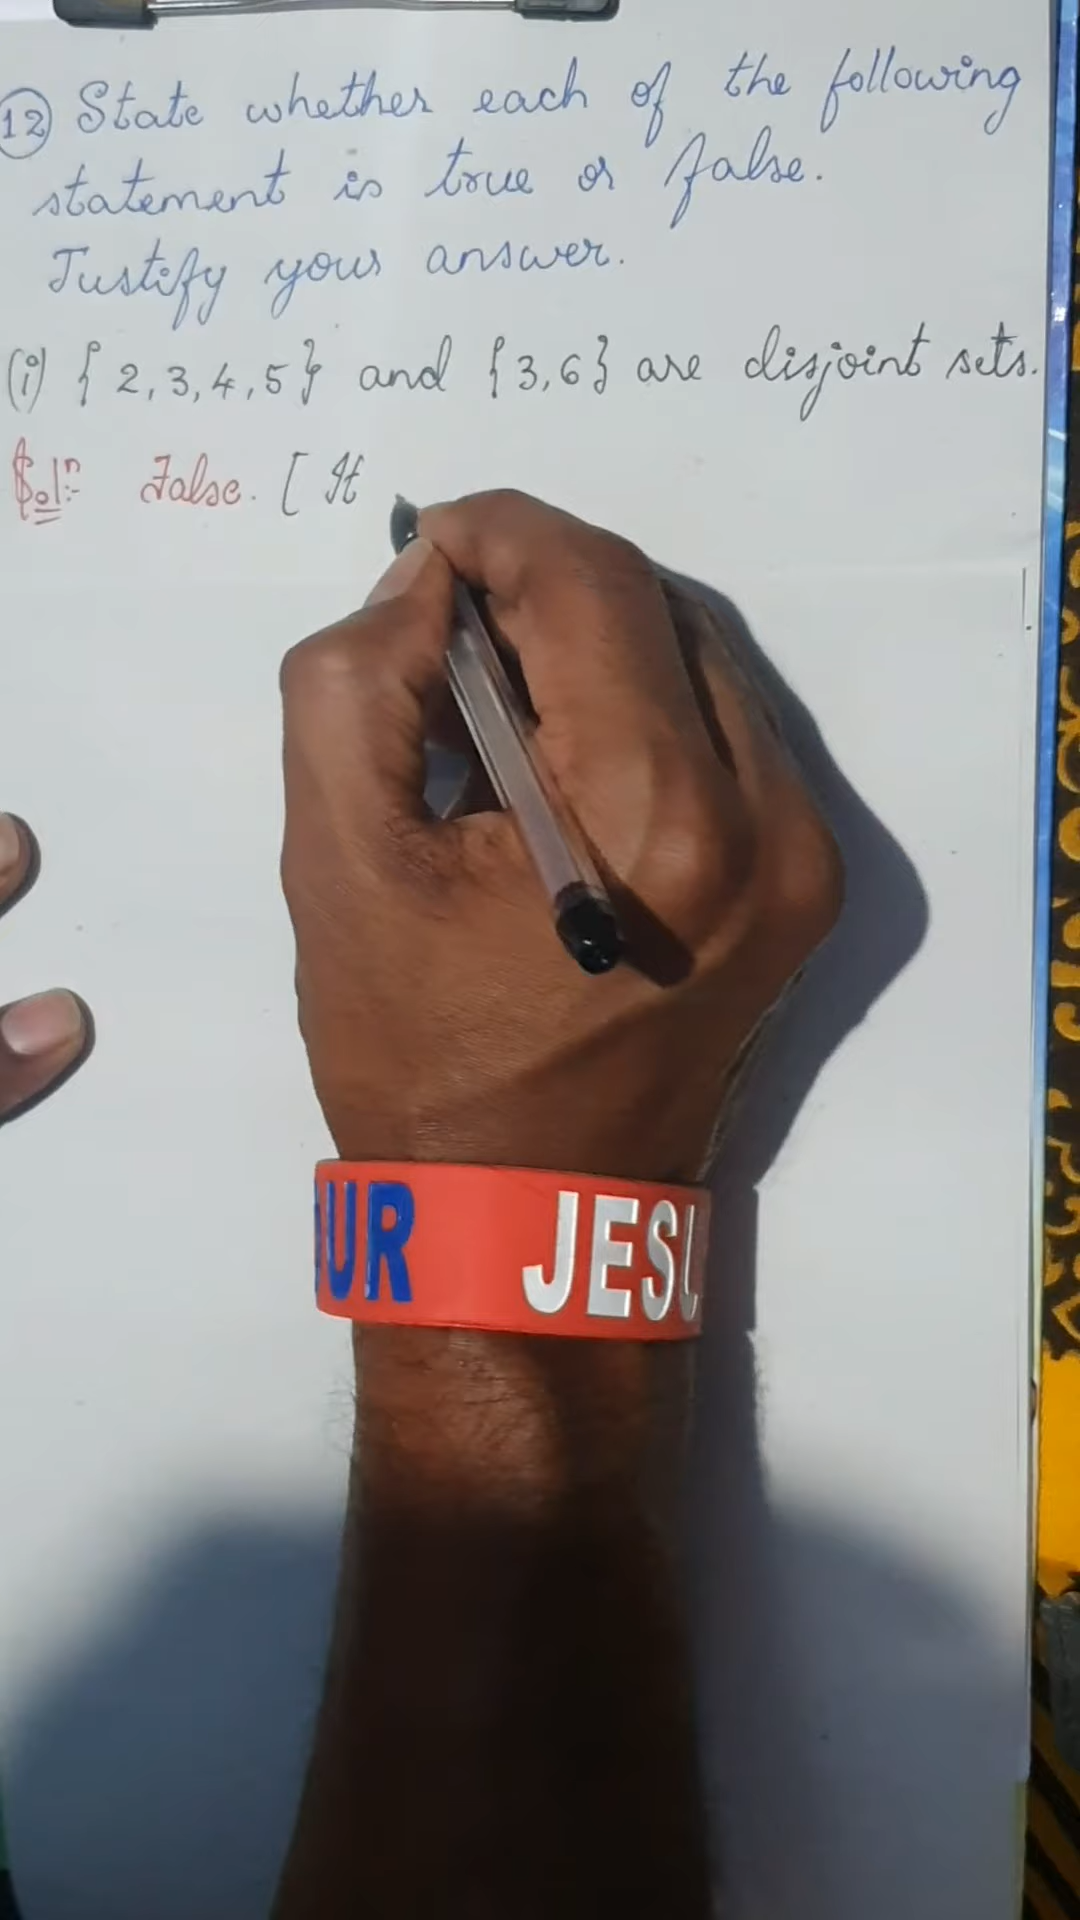 12 State whether each of the following
statement is true or false.
Justify your answer.
(i) {2,3,4,5} and {3,6} are disjoint sets.
Sol:- False. [ It
UR JESU